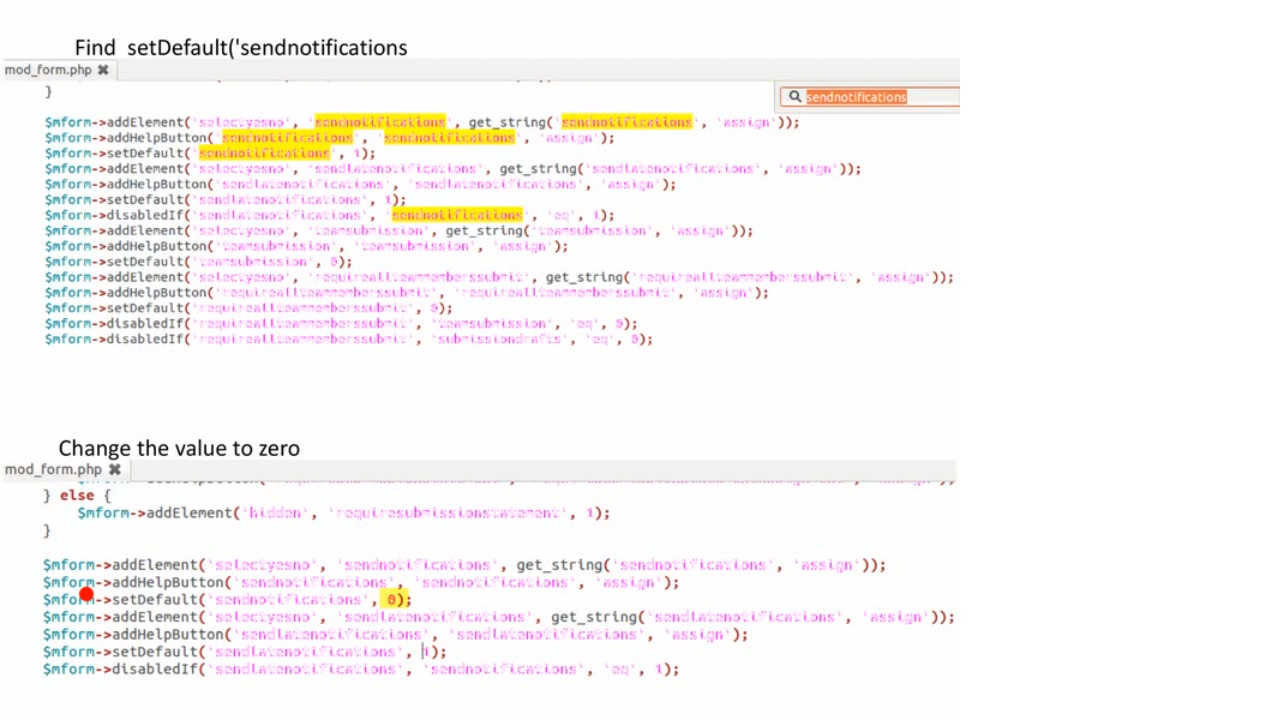 Find setDefault('sendnotifications
mod_form.php ✖
}
sendnotifications
$mform->addElement('selectyesno', 'sendnotifications', get_string('sendnotifications', 'assign'));
$mform->addHelpButton('sendnotifications', 'sendnotifications', 'assign');
$mform->setDefault('sendnotifications', 1);
$mform->addElement('selectyesno', 'sendlatenotifications', get_string('sendlatenotifications', 'assign'));
$mform->addHelpButton('sendlatenotifications', 'sendlatenotifications', 'assign');
$mform->setDefault('sendlatenotifications', 1);
$mform->disabledIf('sendlatenotifications', 'sendnotifications', 'eq', 1);
$mform->addElement('selectyesno', 'teamsubmission', get_string('teamsubmission', 'assign'));
$mform->addHelpButton('teamsubmission', 'teamsubmission', 'assign');
$mform->setDefault('teamsubmission', 0);
$mform->addElement('selectyesno', 'requireallteammemberssubmit', get_string('requireallteammemberssubmit', 'assign'));
$mform->addHelpButton('requireallteammemberssubmit', 'requireallteammemberssubmit', 'assign');
$mform->setDefault('requireallteammemberssubmit', 0);
$mform->disabledIf('requireallteammemberssubmit', 'teamsubmission', 'eq', 0);
$mform->disabledIf('requireallteammemberssubmit', 'submissiondrafts', 'eq', 0);
Change the value to zero
mod_form.php ✖
} else {
$mform->addElement('hidden', 'requiresubmissionstatement', 1);
}
$mform->addElement('selectyesno', 'sendnotifications', get_string('sendnotifications', 'assign'));
$mform->addHelpButton('sendnotifications', 'sendnotifications', 'assign');
$mform->setDefault('sendnotifications', 0);
$mform->addElement('selectyesno', 'sendlatenotifications', get_string('sendlatenotifications', 'assign'));
$mform->addHelpButton('sendlatenotifications', 'sendlatenotifications', 'assign');
$mform->setDefault('sendlatenotifications', 1);
$mform->disabledIf('sendlatenotifications', 'sendnotifications', 'eq', 1);